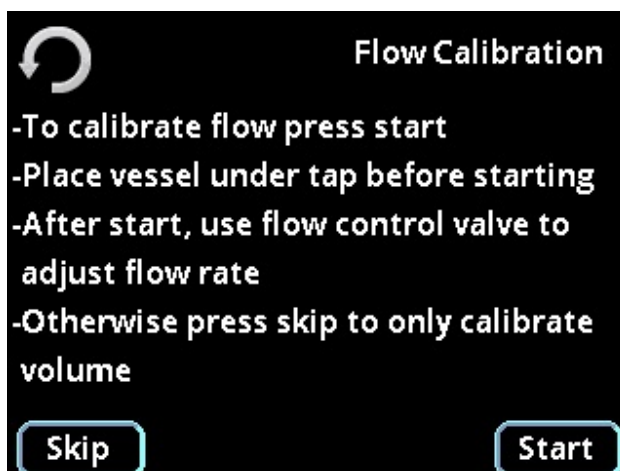 Flow Calibration
-To calibrate flow press start
-Place vessel under tap before starting
-After start, use flow control valve to
adjust flow rate
-Otherwise press skip to only calibrate
volume
Skip
Start